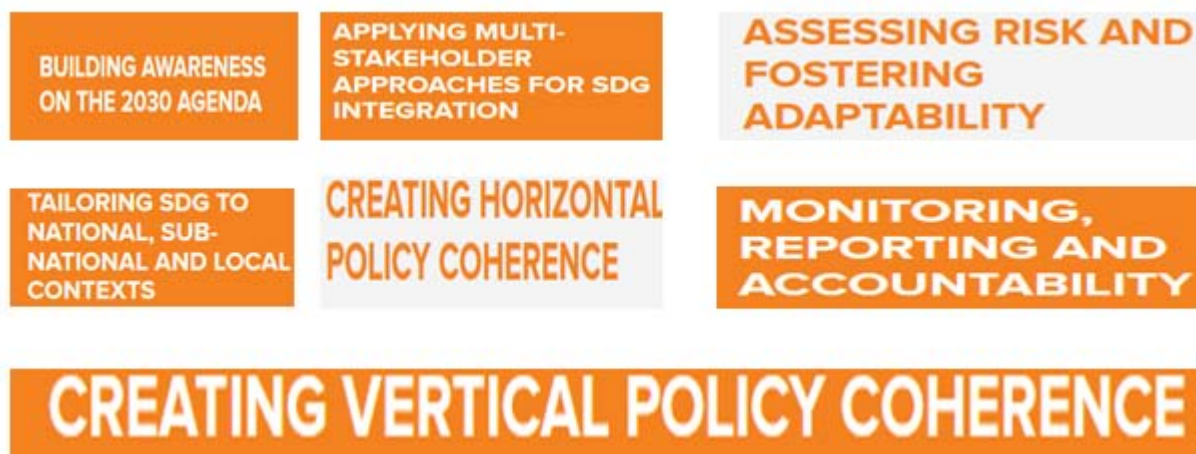 BUILDING AWARENESS
ON THE 2030 AGENDA
APPLYING MULTI-
STAKEHOLDER
APPROACHES FOR SDG
INTEGRATION
ASSESSING RISK AND
FOSTERING
ADAPTABILITY
TAILORING SDG TO
NATIONAL, SUB-
NATIONAL AND LOCAL
CONTEXTS
CREATING HORIZONTAL
POLICY COHERENCE
MONITORING,
REPORTING AND
ACCOUNTABILITY
CREATING VERTICAL POLICY COHERENCE